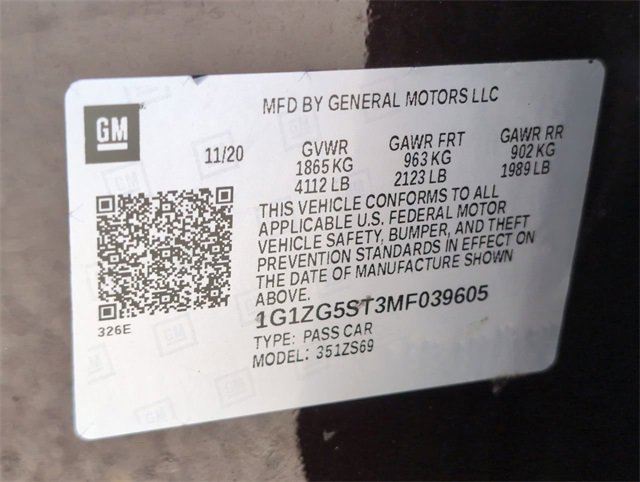 MFD BY GENERAL MOTORS LLC
GM
11/20
GVWR GAWR FRT GAWR RR
1865 KG 963 KG 902 KG
4112 LB 2123 LB 1989 LB
THIS VEHICLE CONFORMS TO ALL
APPLICABLE U.S. FEDERAL MOTOR
VEHICLE SAFETY, BUMPER, AND THEFT
PREVENTION STANDARDS IN EFFECT ON
THE DATE OF MANUFACTURE SHOWN
ABOVE.
326E
1G1ZG5ST3MF039605
TYPE: PASS CAR
MODEL: 351ZS69